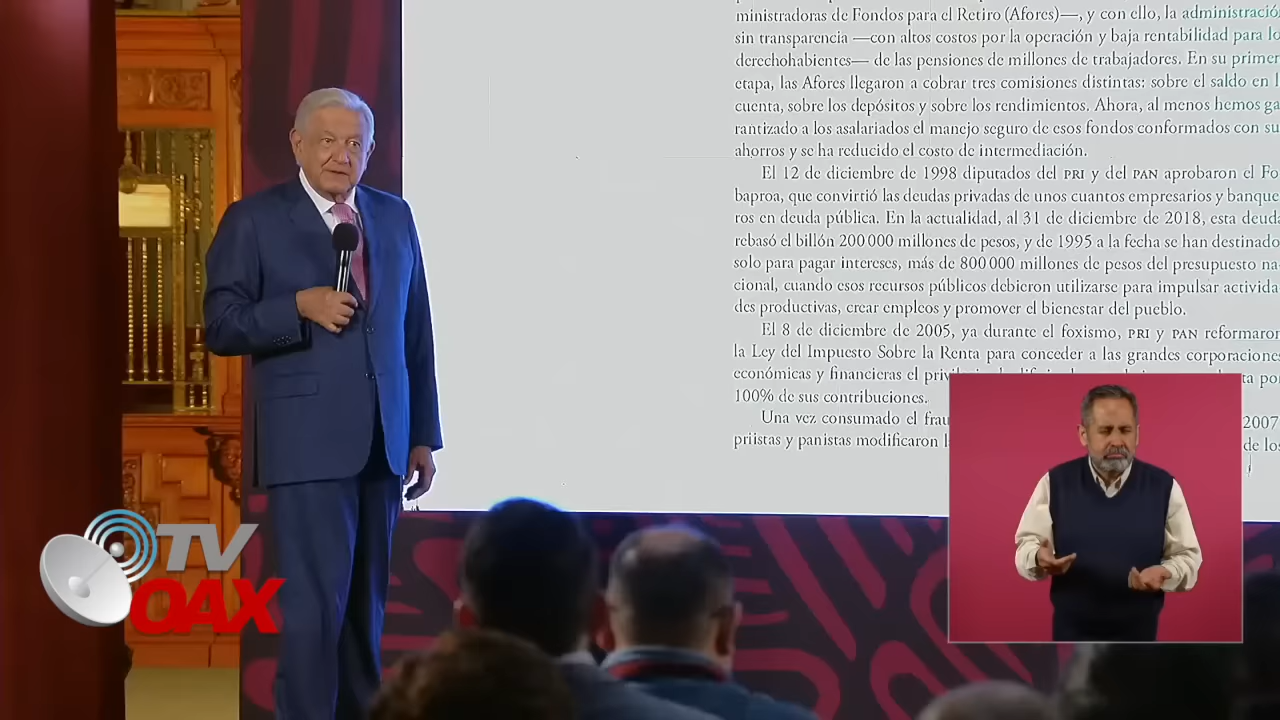 ministradoras de Fondos para el Retiro (Afores)—, y con ello, la administració
sin transparencia —con altos costos por la operación y baja rentabilidad para lo
derechohabientes— de las pensiones de millones de trabajadores. En su primer
etapa, las Afores llegaron a cobrar tres comisiones distintas: sobre el saldo en l
cuenta, sobre los depósitos y sobre los rendimientos. Ahora, al menos hemos ga
rantizado a los asalariados el manejo seguro de esos fondos conformados con su
ahorros y se ha reducido el costo de intermediación.
El 12 de diciembre de 1998 diputados del PRI y del PAN aprobaron el Fo
baproa, que convirtió las deudas privadas de unos cuantos empresarios y banque
ros en deuda pública. En la actualidad, al 31 de diciembre de 2018, esta deuda
rebasó el billón 200 000 millones de pesos, y de 1995 a la fecha se han destinado
solo para pagar intereses, más de 800 000 millones de pesos del presupuesto na-
cional, cuando esos recursos públicos debieron utilizarse para impulsar activida-
des productivas, crear empleos y promover el bienestar del pueblo.
El 8 de diciembre de 2005, ya durante el foxismo, PRI y PAN reformaron
la Ley del Impuesto Sobre la Renta para conceder a las grandes corporaciones
económicas y financieras el
100% de sus contribuciones.
Una vez consumado el frau 2007
priistas y panistas modificaron l de los
TV
OAX